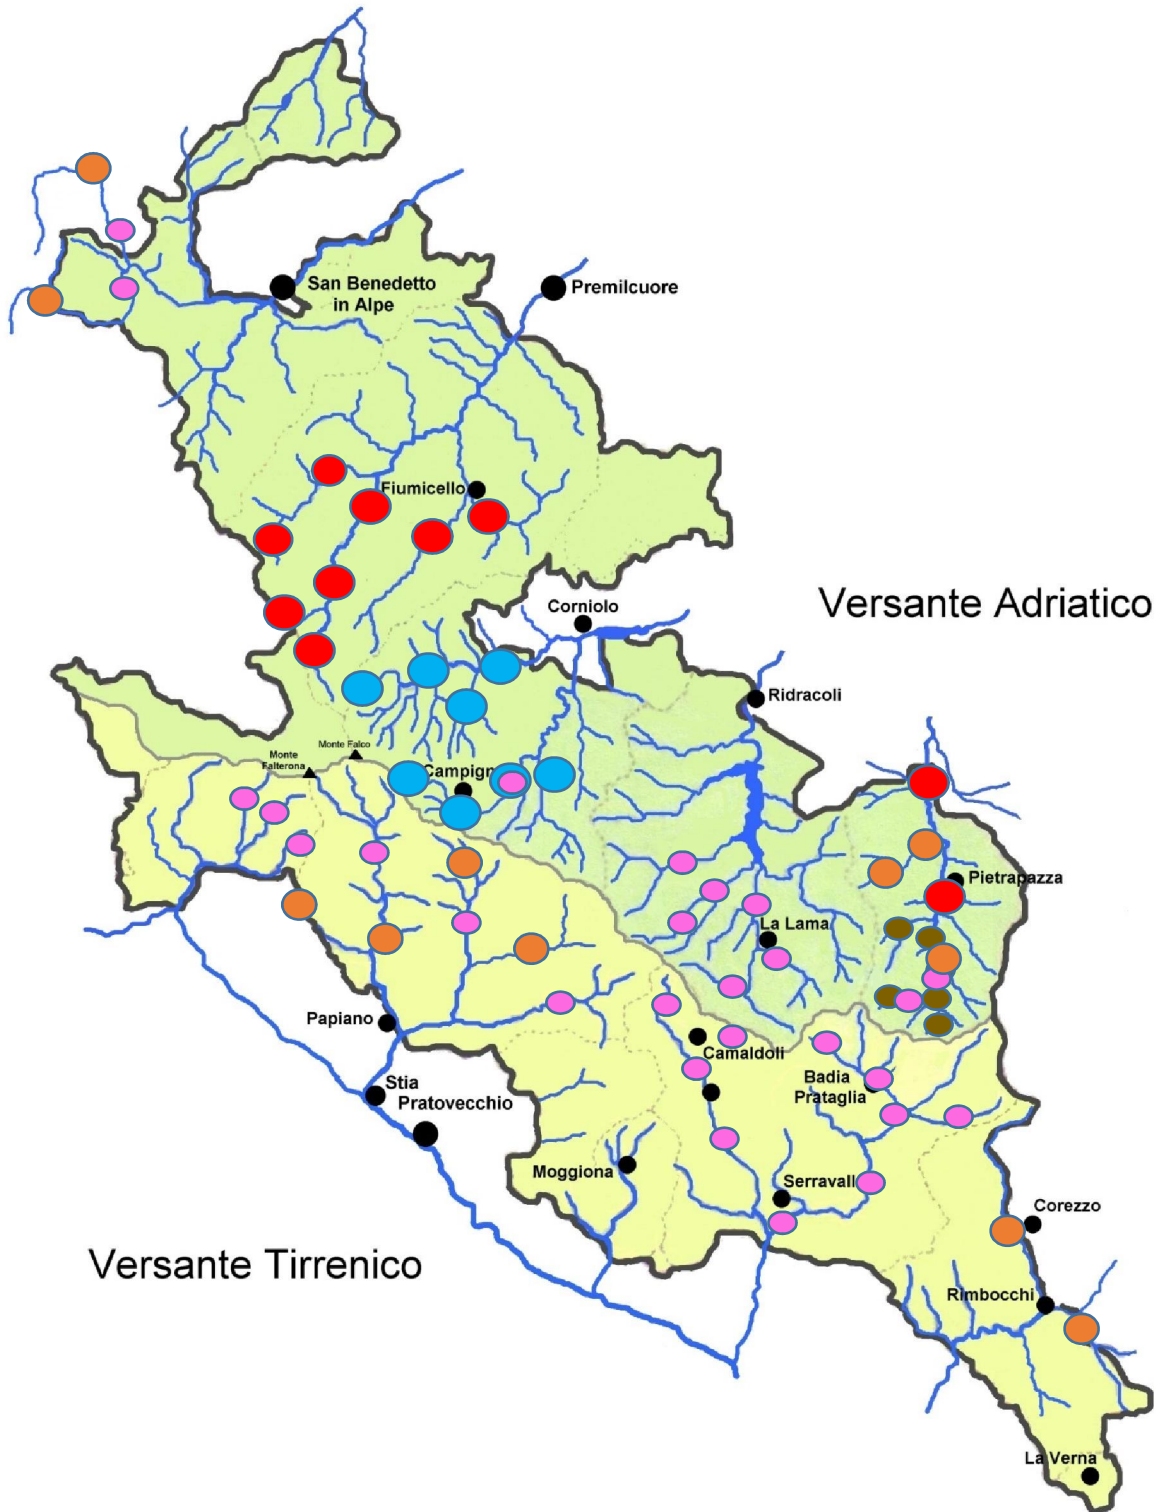 San Benedetto
in Alpe
Premilcuore
Fiumicello
Corniolo
Versante Adriatico
Ridracoli
Monte Falco
Monte
Falterona
Campign
Pietrapazza
La Lama
Papiano
Camaldoli
Badia
Prataglia
Stia
Pratovecchio
Moggiona
Serravall
Corezzo
Versante Tirrenico
Rimbocchi
La Verna